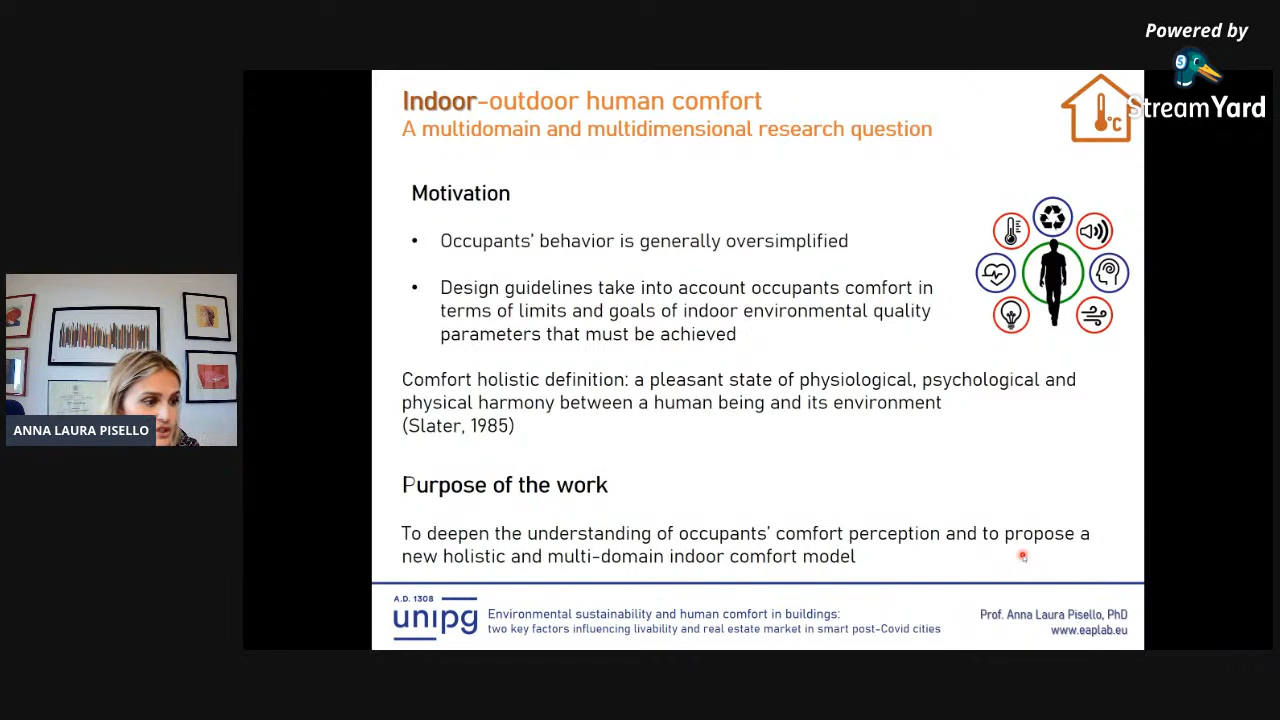 Powered by
StreamYard
Indoor-outdoor human comfort
A multidomain and multidimensional research question
°C
Motivation
• Occupants' behavior is generally oversimplified
• Design guidelines take into account occupants comfort in
terms of limits and goals of indoor environmental quality
parameters that must be achieved
Comfort holistic definition: a pleasant state of physiological, psychological and
physical harmony between a human being and its environment
(Slater, 1985)
ANNA LAURA PISELLO
Purpose of the work
To deepen the understanding of occupants' comfort perception and to propose a
new holistic and multi-domain indoor comfort model
A.D. 1308
unipg
Environmental sustainability and human comfort in buildings:
two key factors influencing livability and real estate market in smart post-Covid cities
Prof. Anna Laura Pisello, PhD
www.eaplab.eu